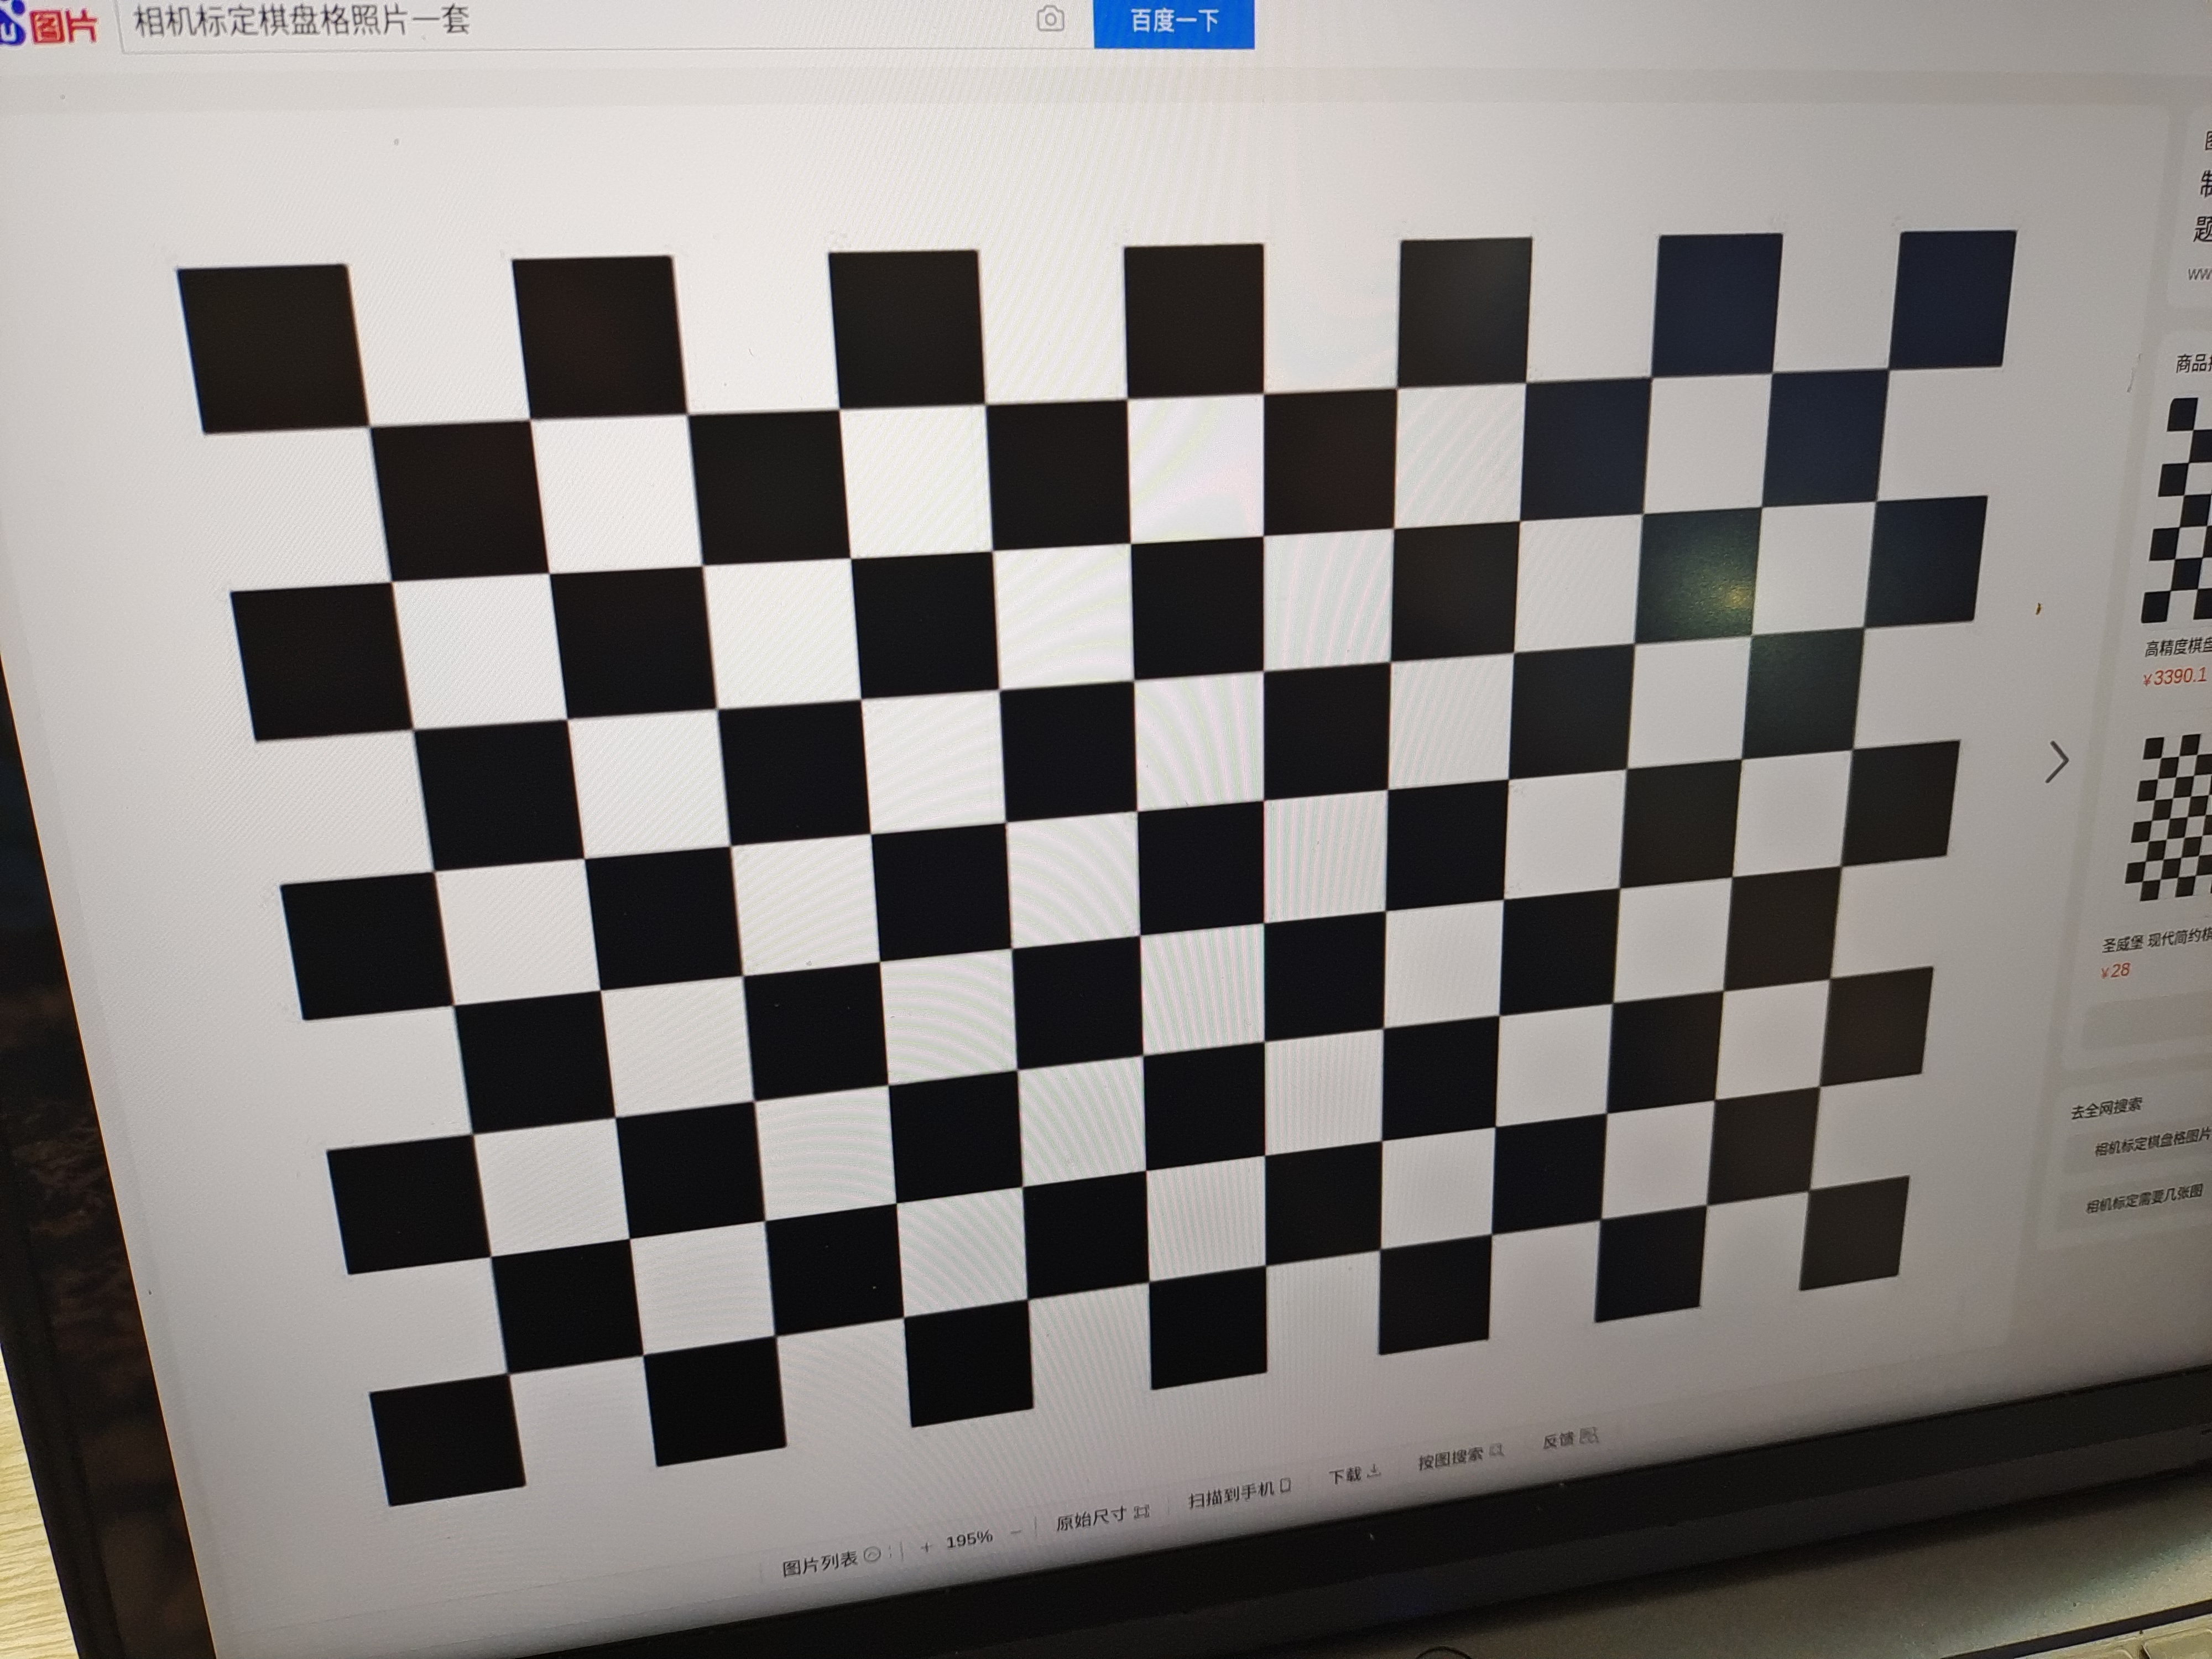 图片
相机标定棋盘格照片一套
百度一下
题
商品
高精度棋盘
¥3390.1
圣威堡 现代简约棋
¥28
去全网搜索
相机标定棋盘格图片
相机标定需要几张图
图片列表 + 195% − 原始尺寸 扫描到手机 下载 按图搜索 反馈